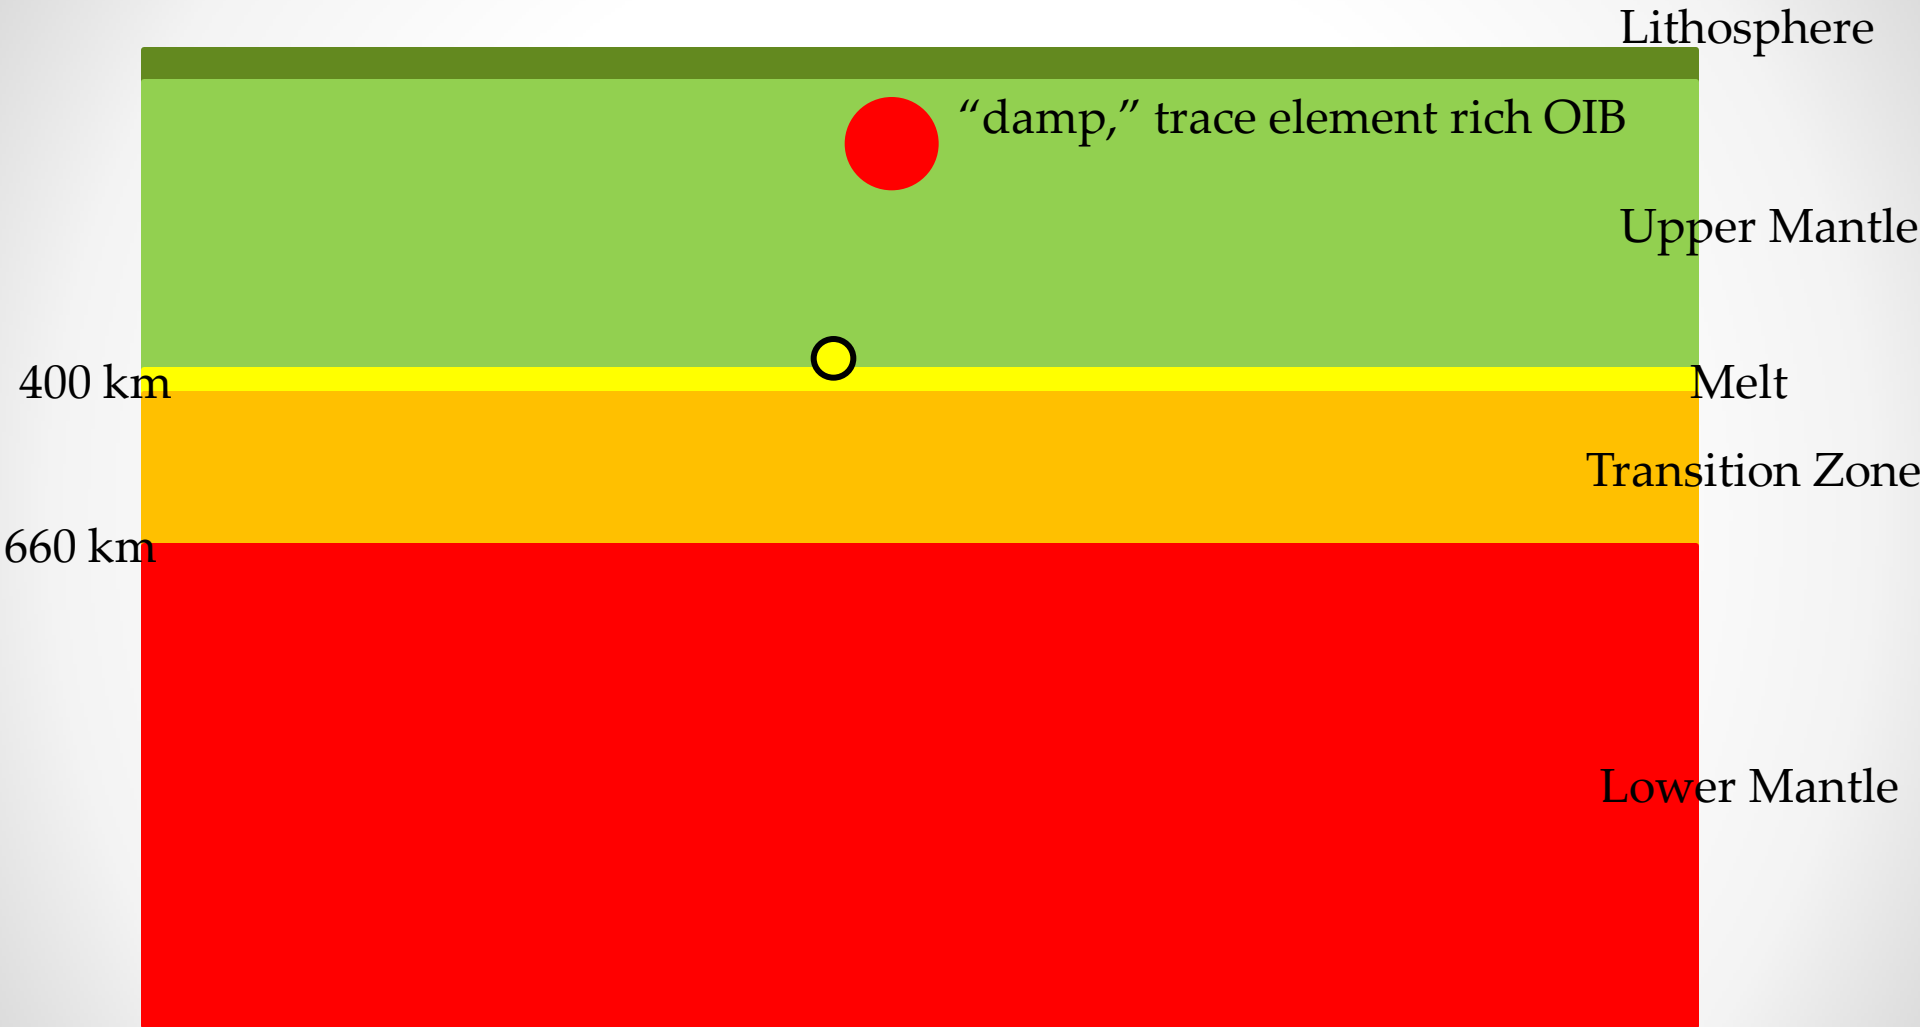 Lithosphere
“damp,” trace element rich OIB
Upper Mantle
400 km
Melt
Transition Zone
660 km
Lower Mantle